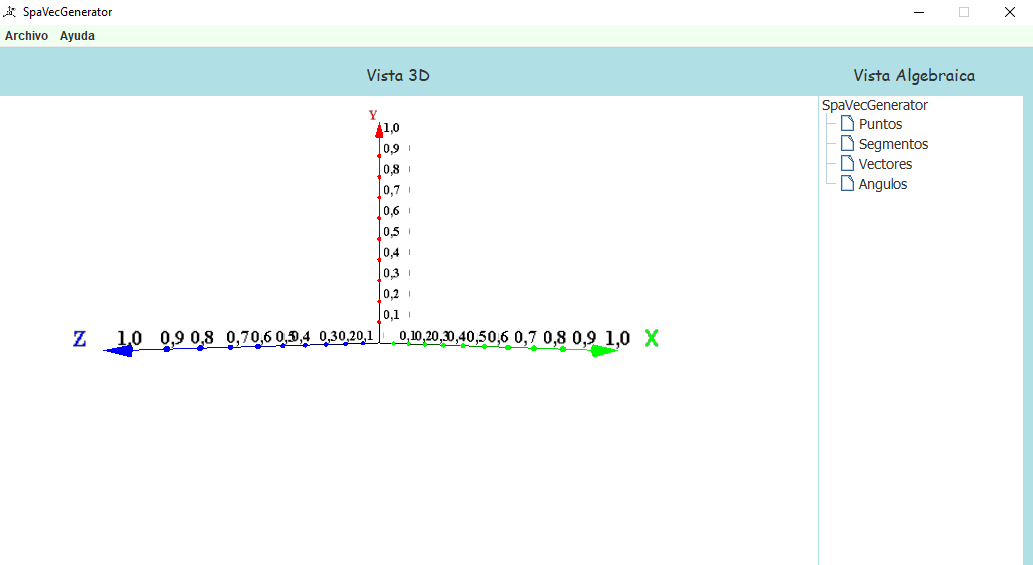 SpaVecGenerator
Archivo Ayuda
Vista 3D
Vista Algebraica
Y
1,0
0,9
0,8
0,7
0,6
0,5
0,4
0,3
0,2
0,1
Z 1,0 0,9 0,8 0,7 0,6 0,5 0,4 0,3 0,2 0,1 0,1 0,2 0,3 0,4 0,5 0,6 0,7 0,8 0,9 1,0 X
SpaVecGenerator
Puntos
Segmentos
Vectores
Angulos